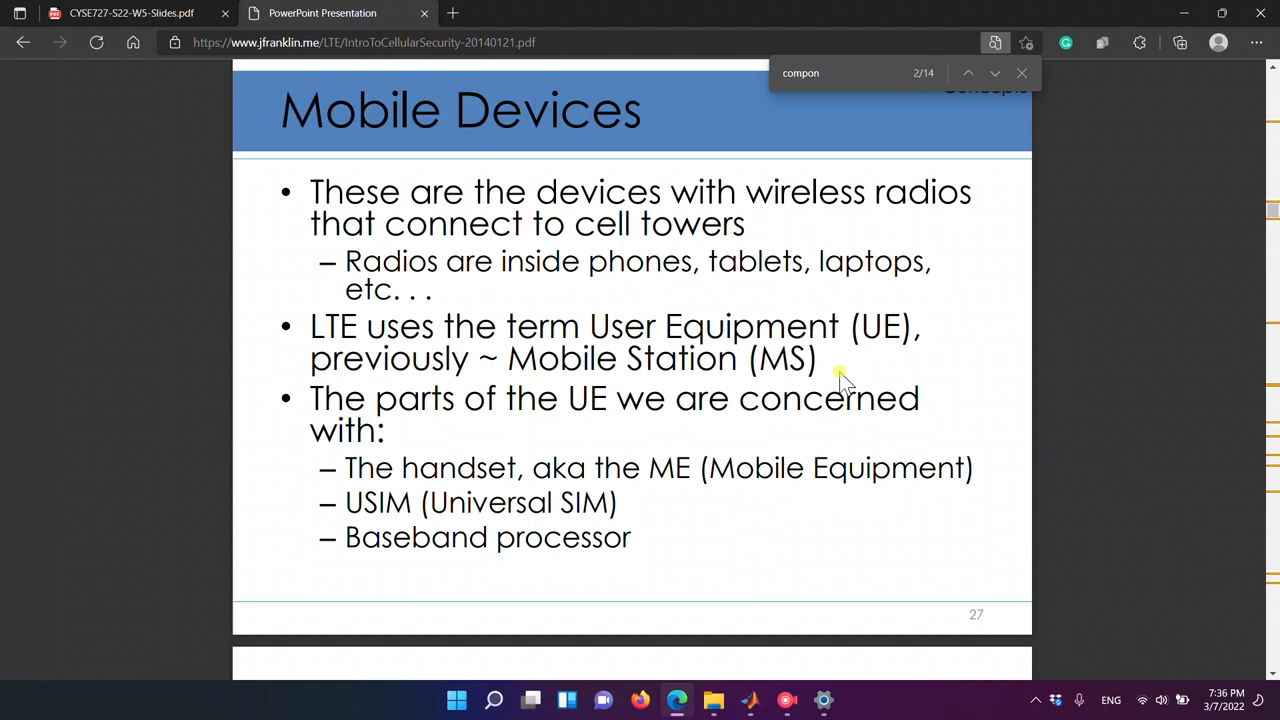 CYSE727-S22-W5-Slides.pdf
PowerPoint Presentation
https://www.jfranklin.me/LTE/IntroToCellularSecurity-20140121.pdf
compon
2/14
Concepts
Mobile Devices
• These are the devices with wireless radios
that connect to cell towers
– Radios are inside phones, tablets, laptops,
etc. . .
• LTE uses the term User Equipment (UE),
previously ~ Mobile Station (MS)
• The parts of the UE we are concerned
with:
– The handset, aka the ME (Mobile Equipment)
– USIM (Universal SIM)
– Baseband processor
27
ENG
7:36 PM
3/7/2022